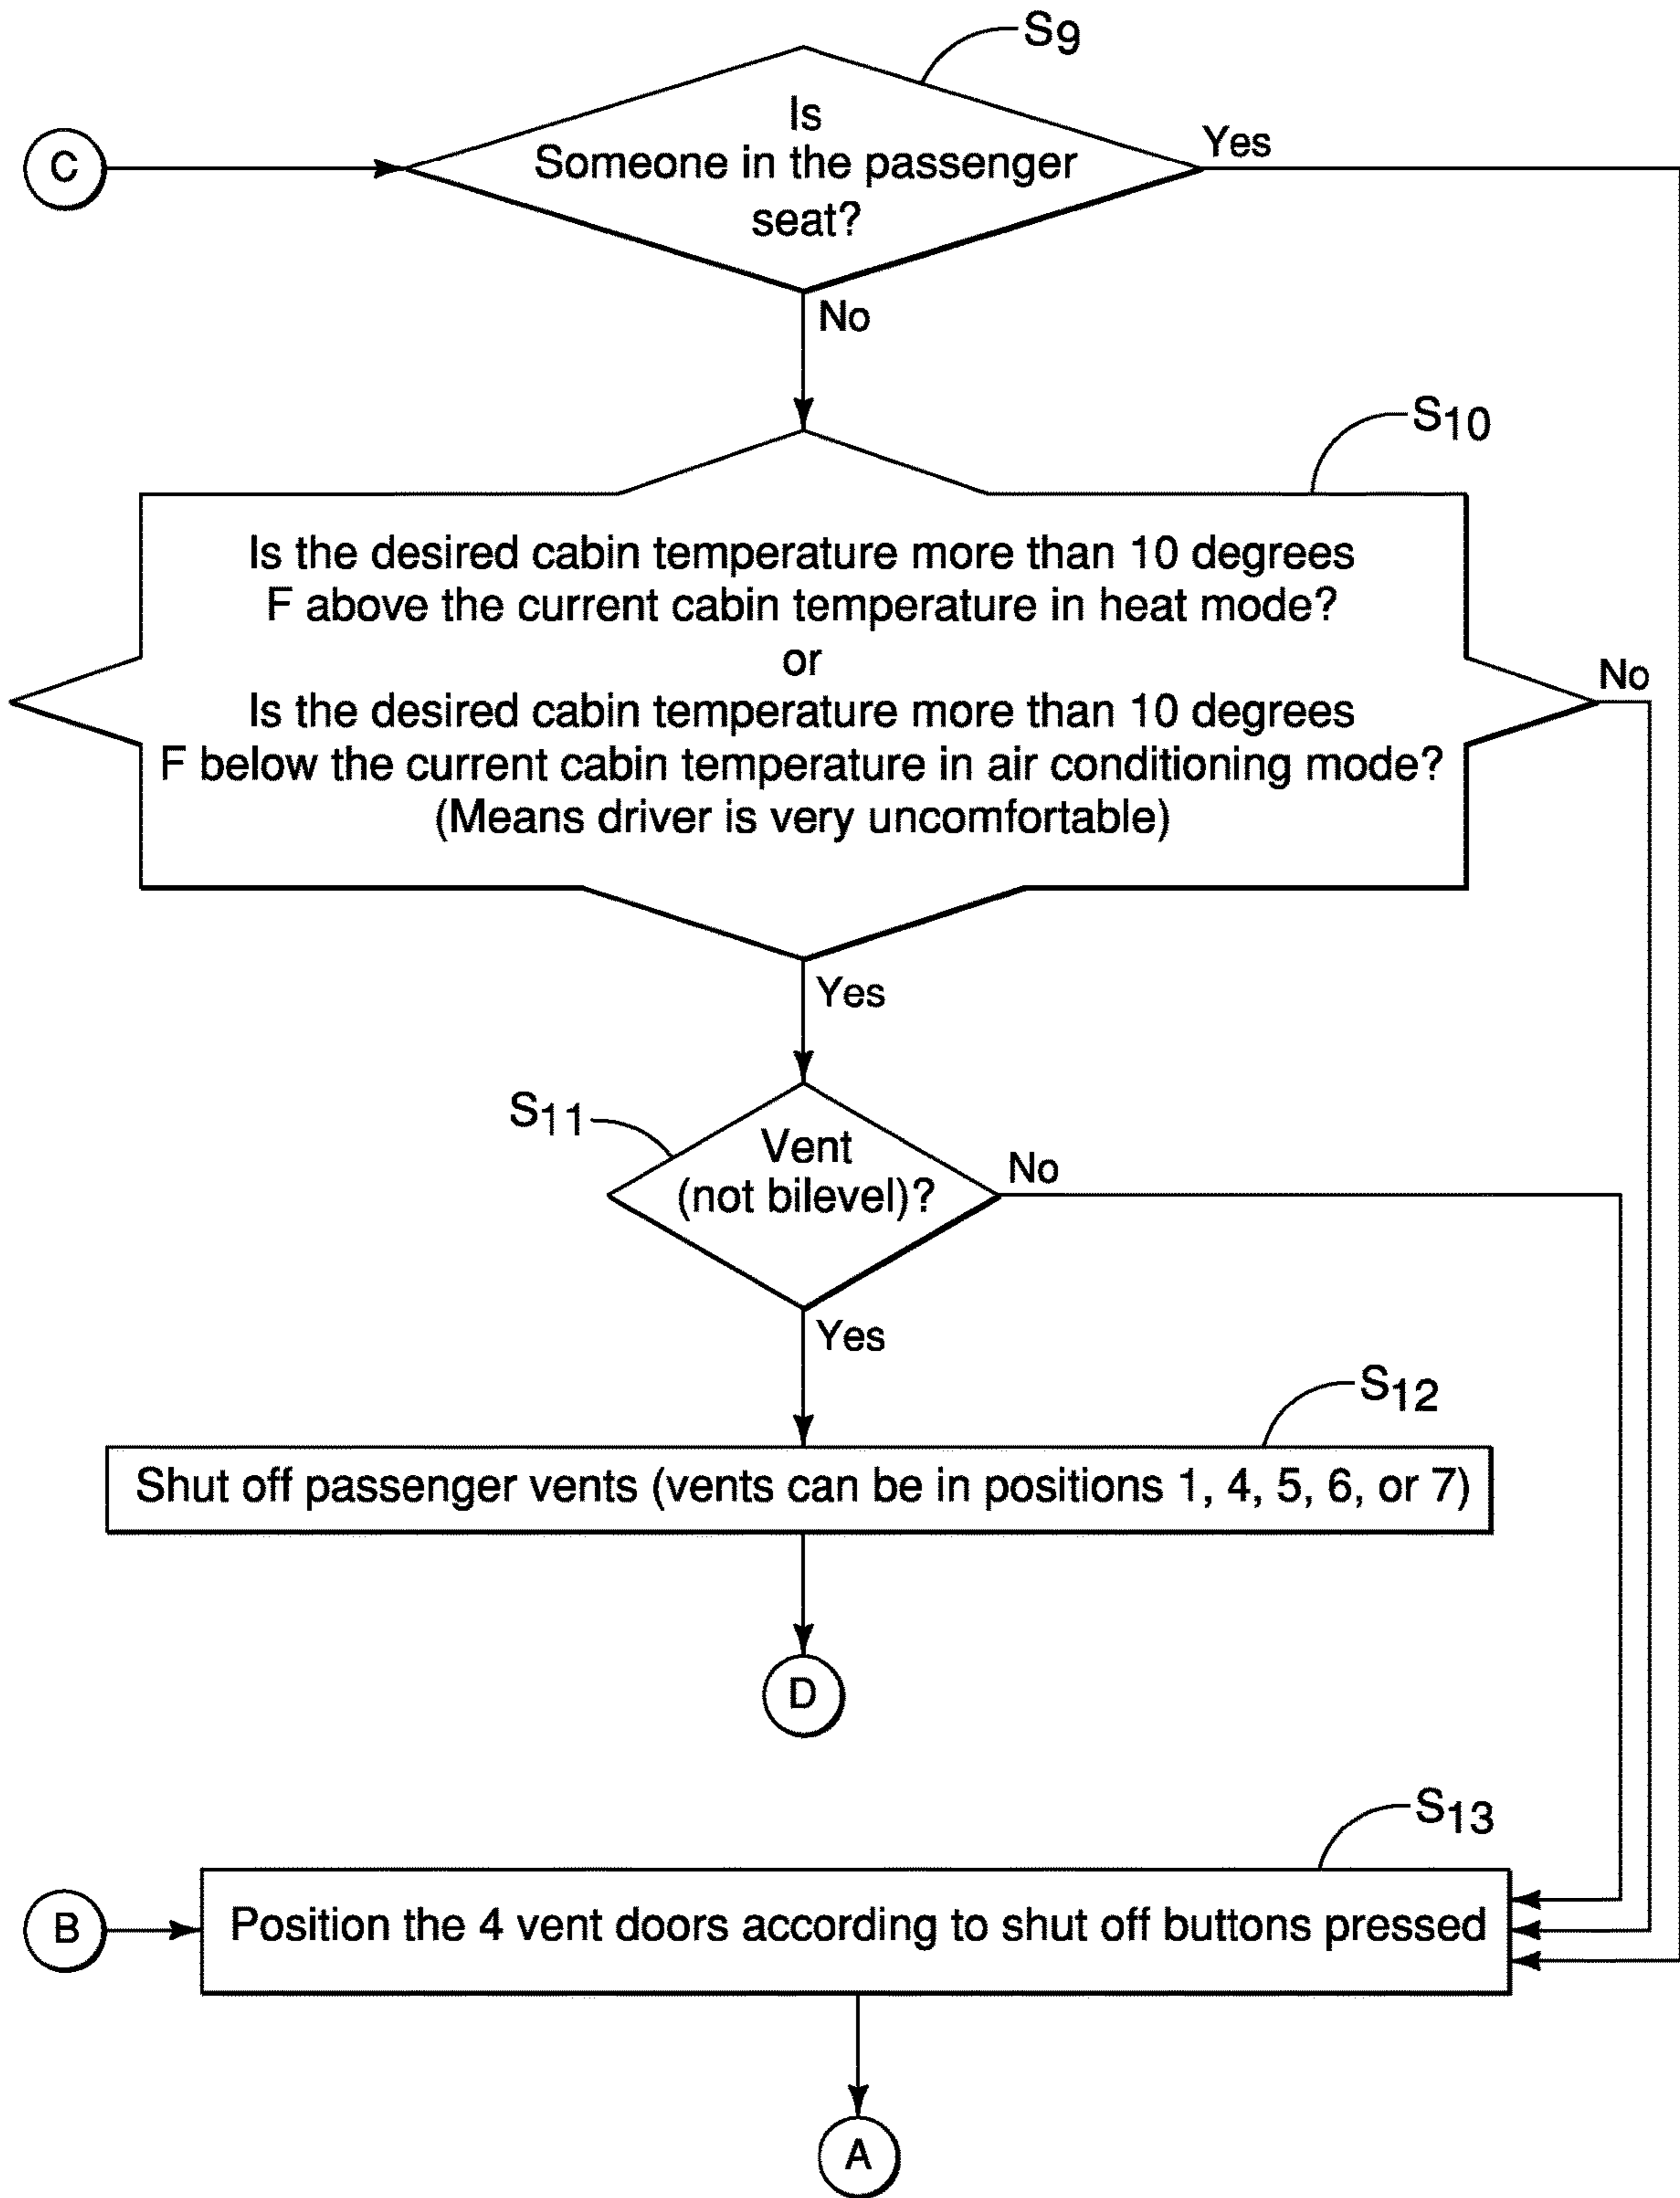 S9
Is
Someone in the passenger
seat?
C
Yes
No
S10
Is the desired cabin temperature more than 10 degrees
F above the current cabin temperature in heat mode?
or
Is the desired cabin temperature more than 10 degrees
F below the current cabin temperature in air conditioning mode?
(Means driver is very uncomfortable)
No
Yes
S11
Vent
(not bilevel)?
No
Yes
S12
Shut off passenger vents (vents can be in positions 1, 4, 5, 6, or 7)
D
S13
B
Position the 4 vent doors according to shut off buttons pressed
A